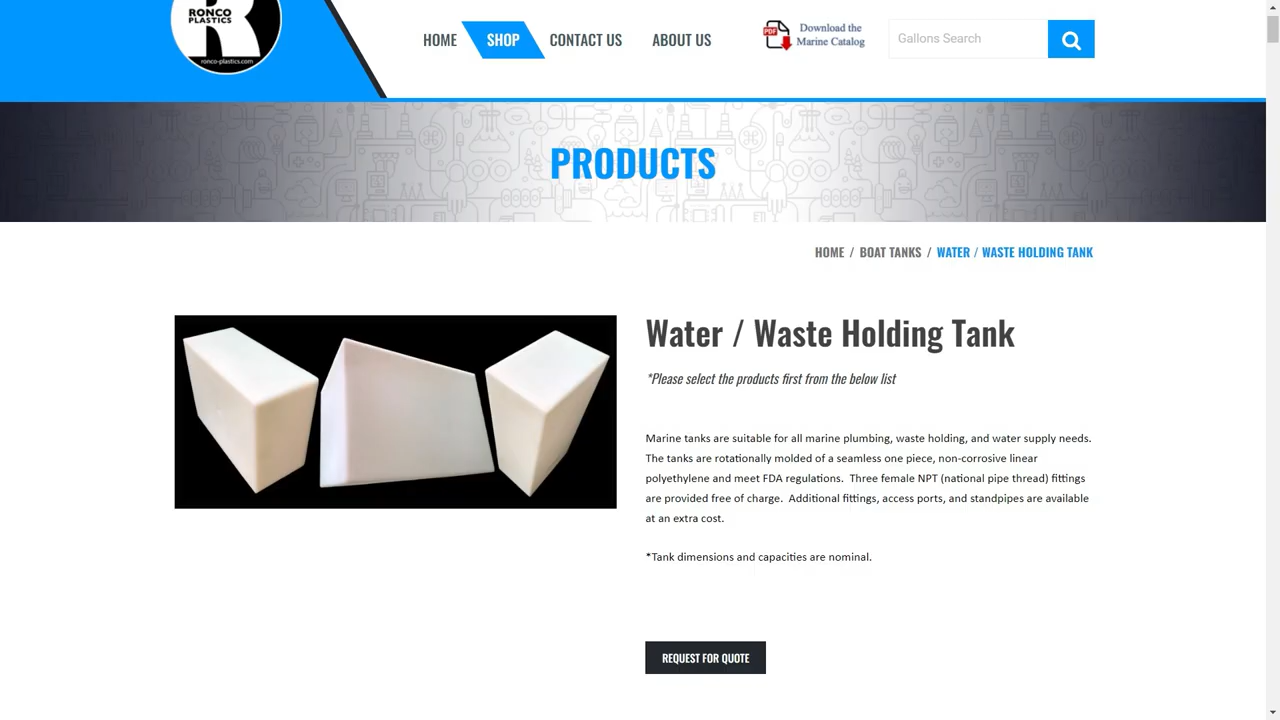 RONCO
PLASTICS
ronco-plastics.com
HOME SHOP CONTACT US ABOUT US
PDF
Download the
Marine Catalog
Gallons Search
PRODUCTS
HOME / BOAT TANKS / WATER / WASTE HOLDING TANK
Water / Waste Holding Tank
*Please select the products first from the below list
Marine tanks are suitable for all marine plumbing, waste holding, and water supply needs.
The tanks are rotationally molded of a seamless one piece, non-corrosive linear
polyethylene and meet FDA regulations.  Three female NPT (national pipe thread) fittings
are provided free of charge.  Additional fittings, access ports, and standpipes are available
at an extra cost.
*Tank dimensions and capacities are nominal.
REQUEST FOR QUOTE